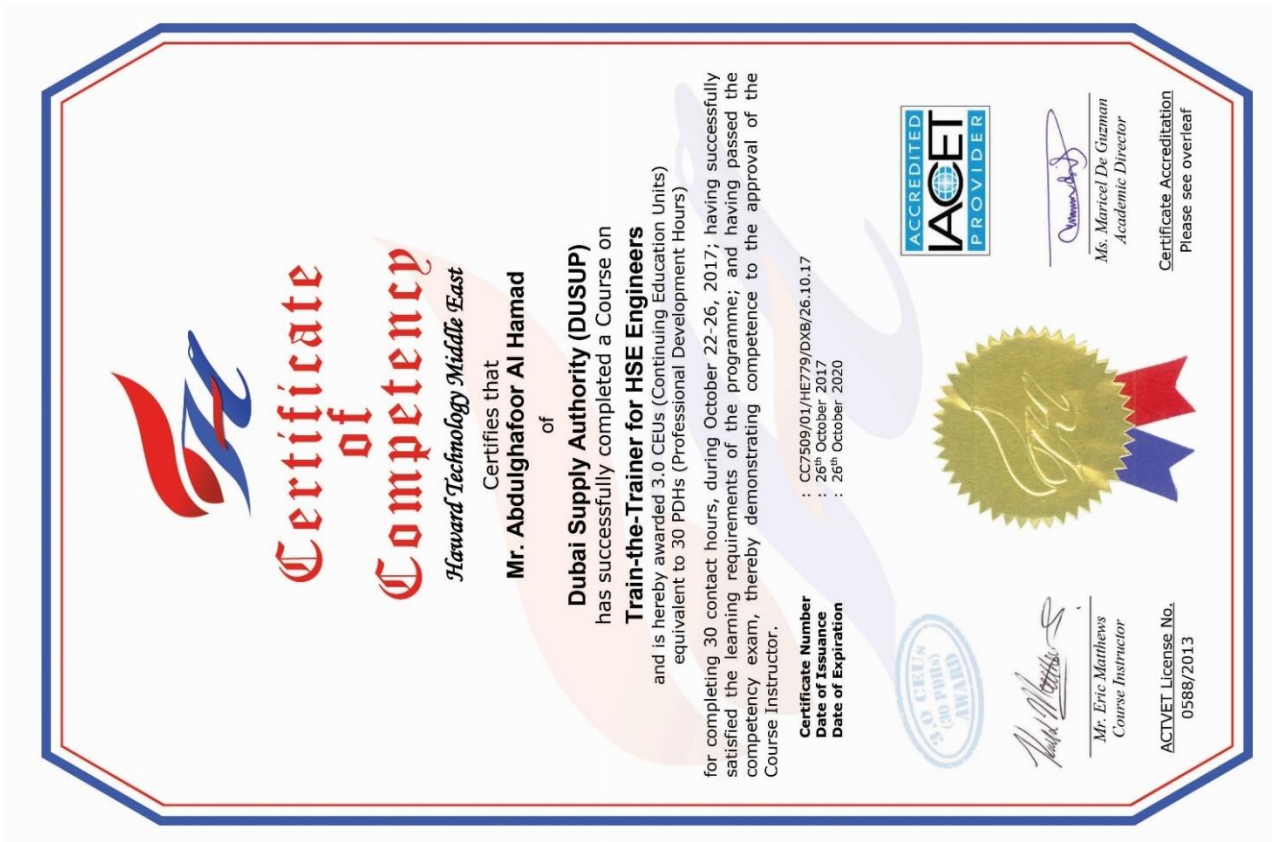 Certificate
of
Competency
Haward Technology Middle East
Certifies that
Mr. Abdulghafoor Al Hamad
of
Dubai Supply Authority (DUSUP)
has successfully completed a Course on
Train-the-Trainer for HSE Engineers
and is hereby awarded 3.0 CEUs (Continuing Education Units)
equivalent to 30 PDHs (Professional Development Hours)
for completing 30 contact hours, during October 22-26, 2017; having successfully
satisfied the learning requirements of the programme; and having passed the
competency exam, thereby demonstrating competence to the approval of the
Course Instructor.
Certificate Number : CC7509/01/HE779/DXB/26.10.17
Date of Issuance : 26th October 2017
Date of Expiration : 26th October 2020
3.0 CEUs
(30 PDHs)
AWARD
ACCREDITED
IACET
PROVIDER
Mr. Eric Matthews
Course Instructor
Ms. Maricel De Guzman
Academic Director
ACTVET License No.
0588/2013
Certificate Accreditation
Please see overleaf